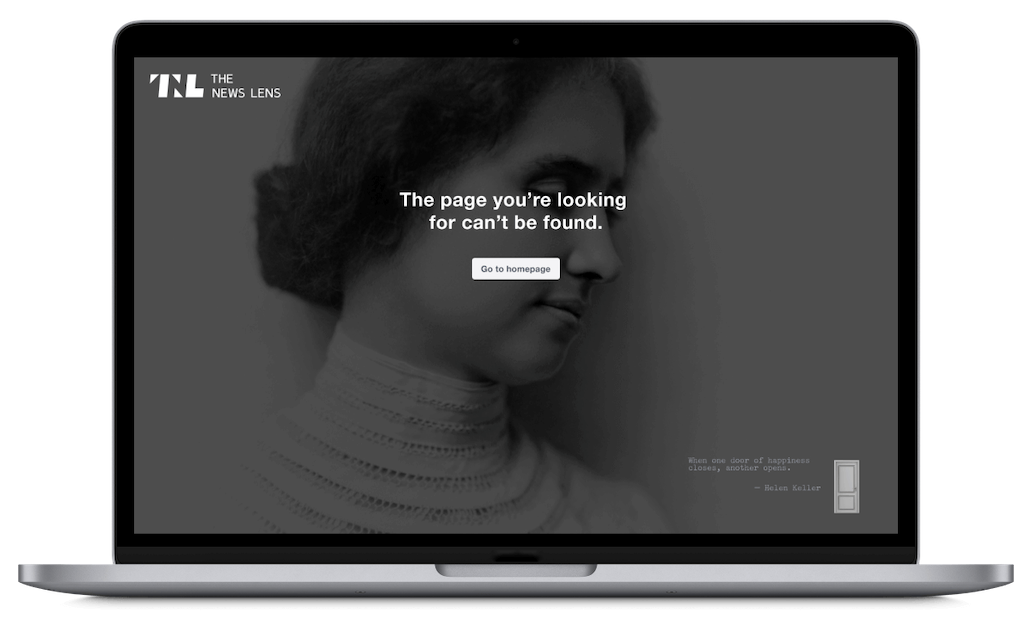 TNL THE
NEWS LENS
The page you're looking
for can't be found.
Go to homepage
When one door of happiness
closes, another opens.
— Helen Keller